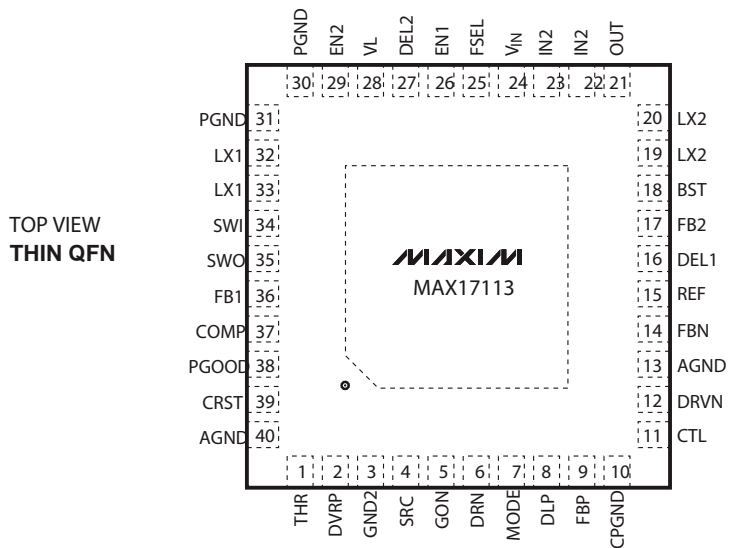 PGND EN2 VL DEL2 EN1 FSEL VIN IN2 IN2 OUT
30 29 28 27 26 25 24 23 22 21
PGND 31 20 LX2
LX1 32 19 LX2
LX1 33 18 BST
SWI 34 17 FB2
TOP VIEW
THIN QFN
SWO 35 16 DEL1
MAXIM
MAX17113
FB1 36 15 REF
COMP 37 14 FBN
PGOOD 38 13 AGND
CRST 39 12 DRVN
AGND 40 11 CTL
1 2 3 4 5 6 7 8 9 10
THR DVRP GND2 SRC GON DRN MODE DLP FBP CPGND